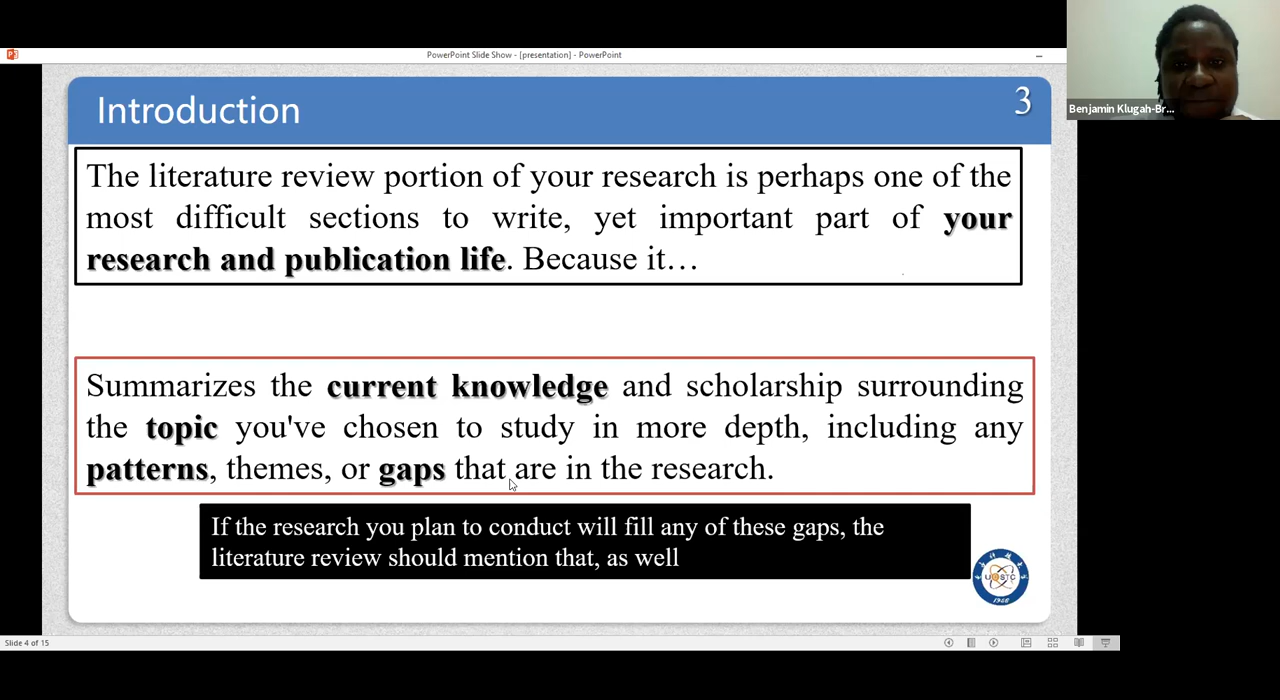 PowerPoint Slide Show - [presentation] - PowerPoint
Introduction
3
Benjamin Klugah-Br...
The literature review portion of your research is perhaps one of the
most difficult sections to write, yet important part of your
research and publication life. Because it…
Summarizes the current knowledge and scholarship surrounding
the topic you've chosen to study in more depth, including any
patterns, themes, or gaps that are in the research.
If the research you plan to conduct will fill any of these gaps, the
literature review should mention that, as well
UESTC
1956
Slide 4 of 15